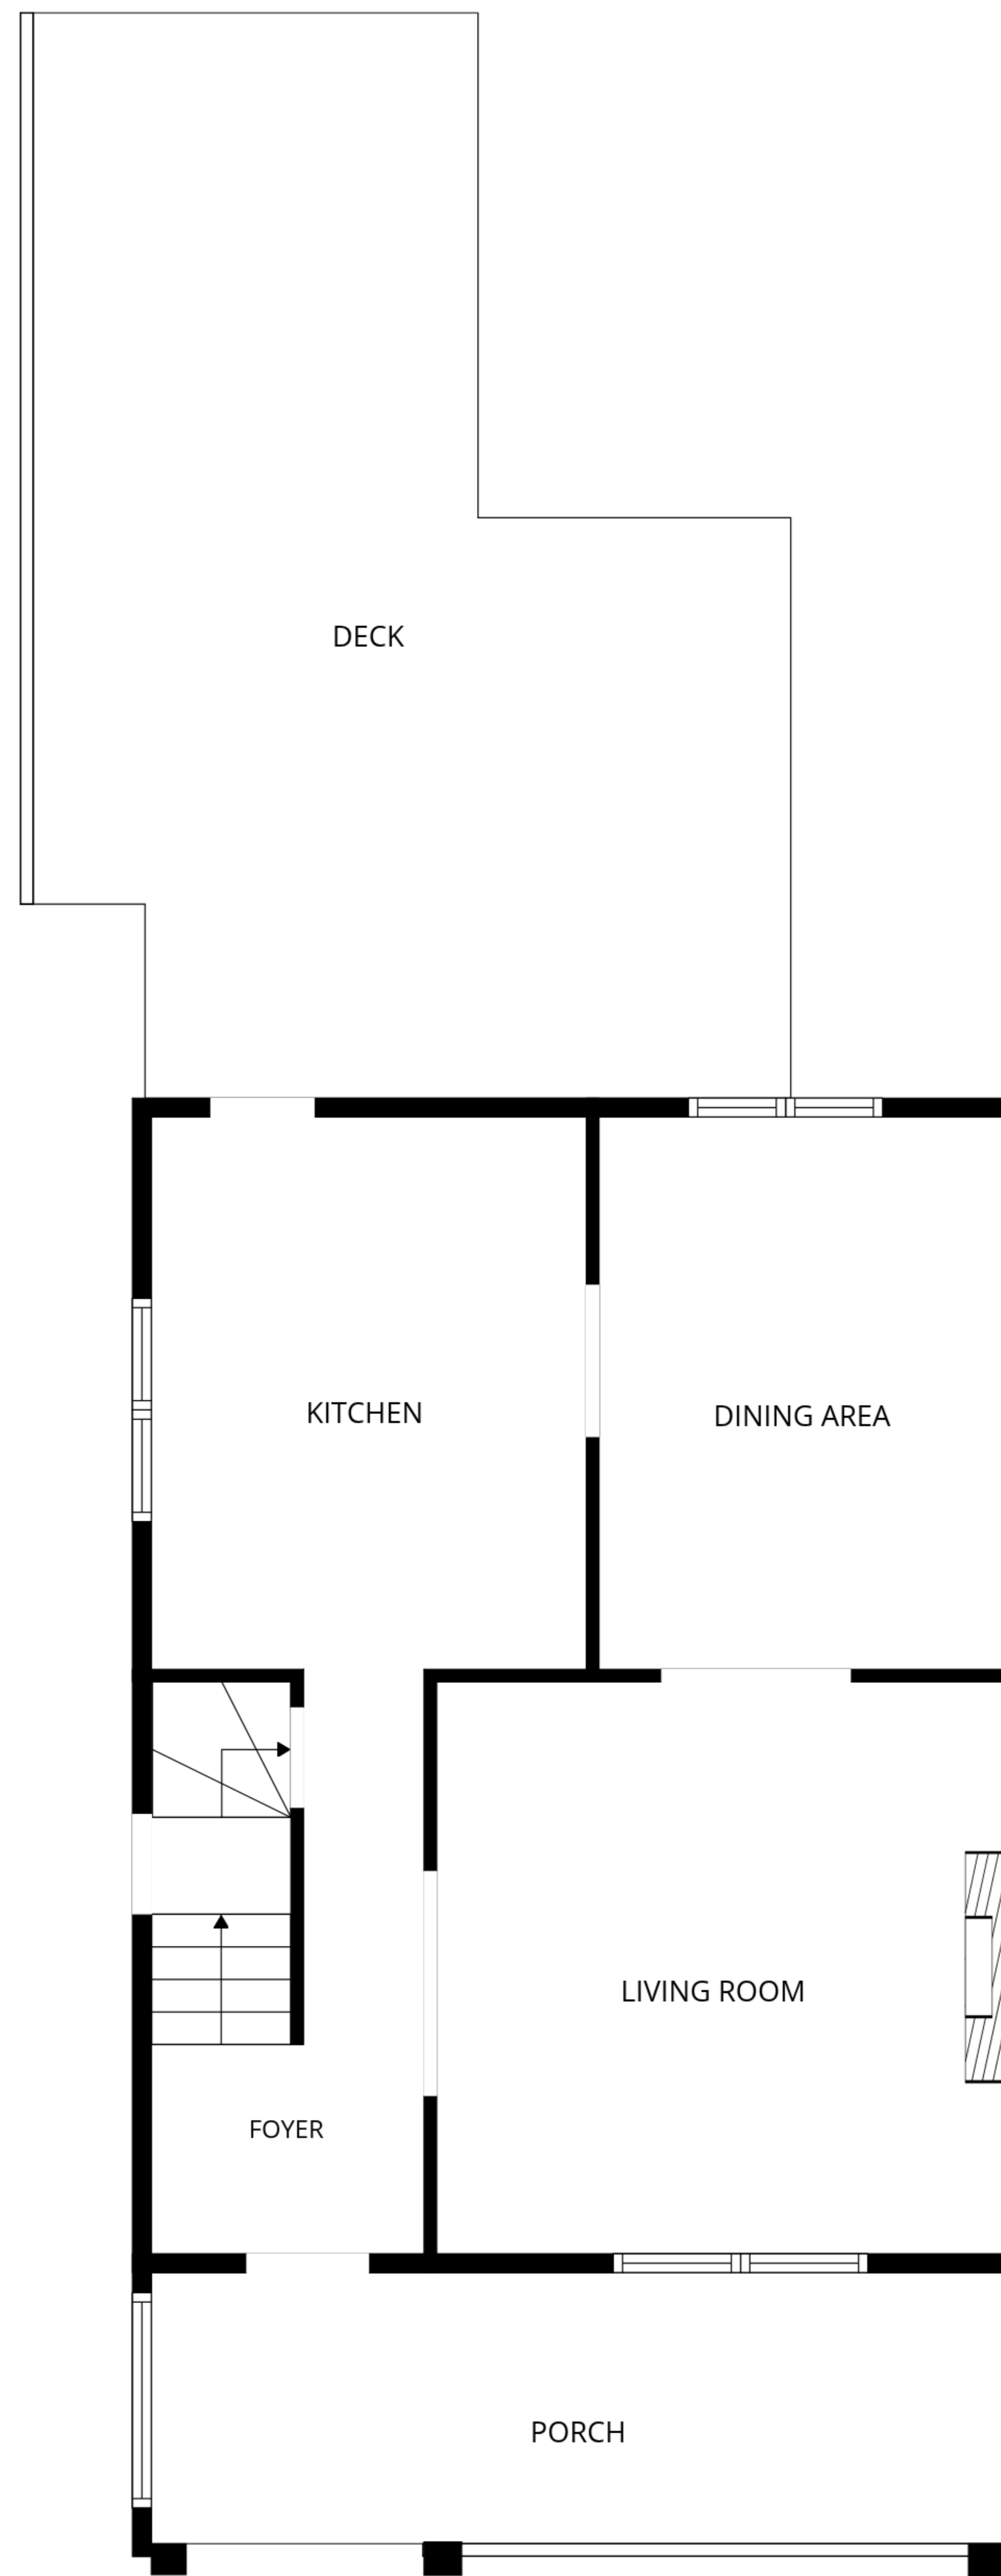 DECK
KITCHEN
DINING AREA
LIVING ROOM
FOYER
PORCH